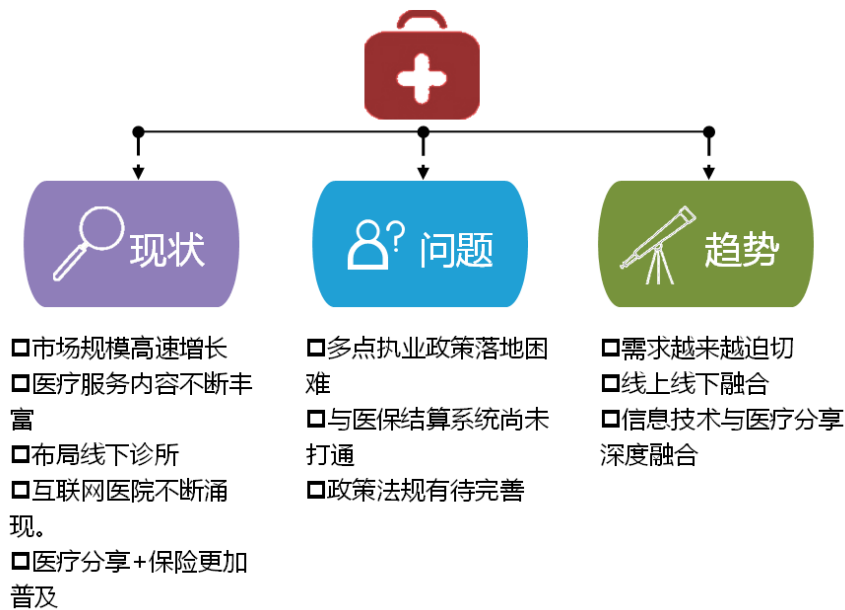 现状
市场规模高速增长
医疗服务内容不断丰
富
布局线下诊所
互联网医院不断涌
现。
医疗分享+保险更加
普及
问题
多点执业政策落地困
难
与医保结算系统尚未
打通
政策法规有待完善
趋势
需求越来越迫切
线上线下融合
信息技术与医疗分享
深度融合